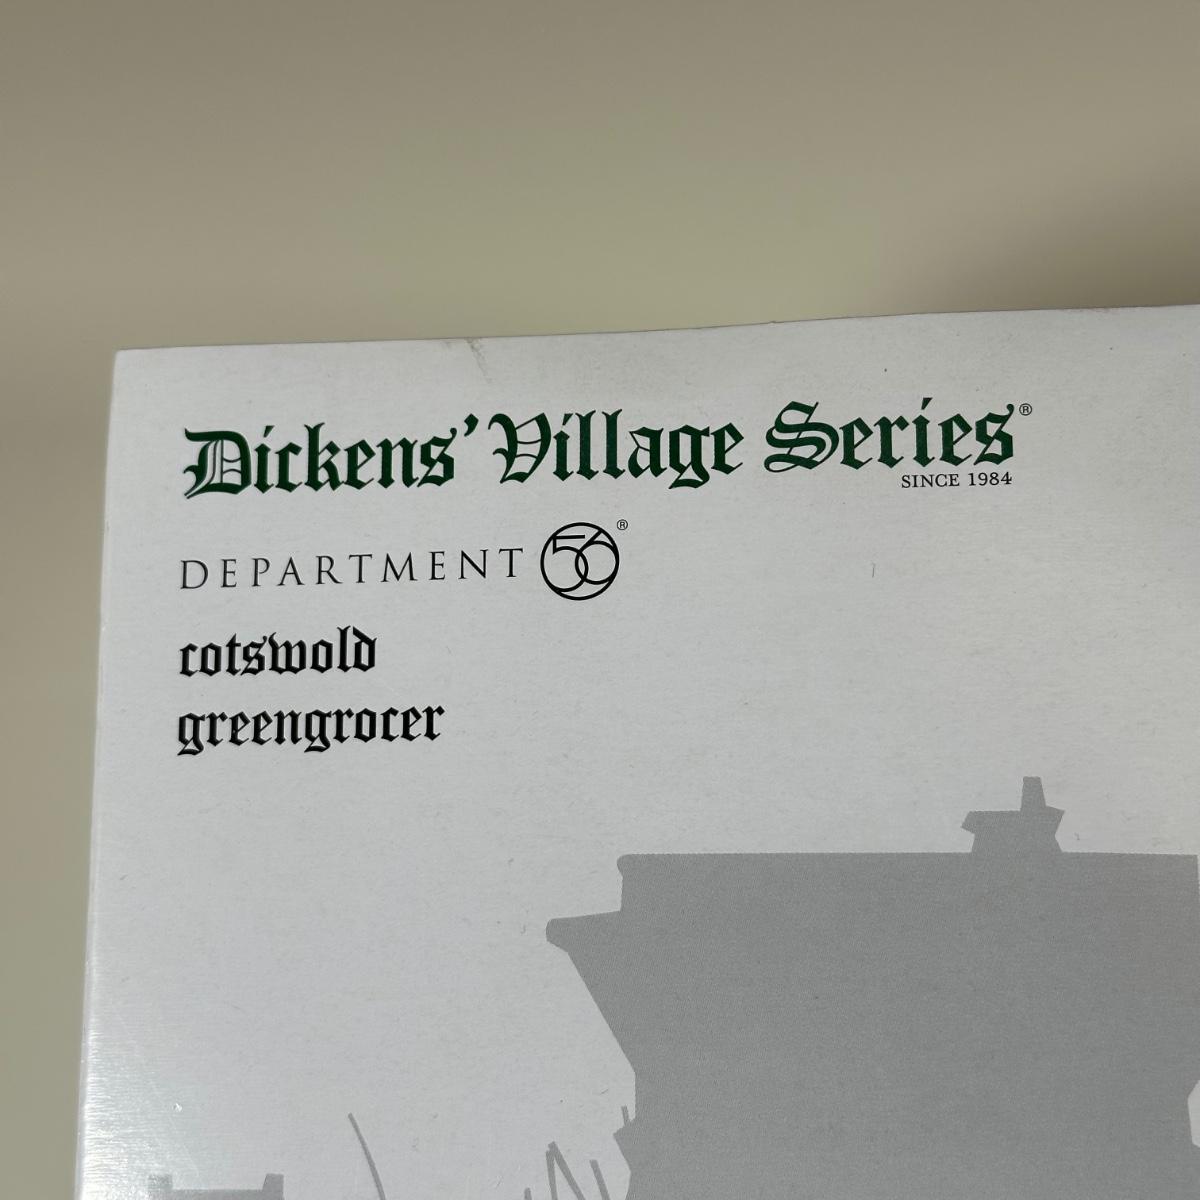 Dickens' Village Series®
SINCE 1984
DEPARTMENT 56®
cotswold
greengrocer